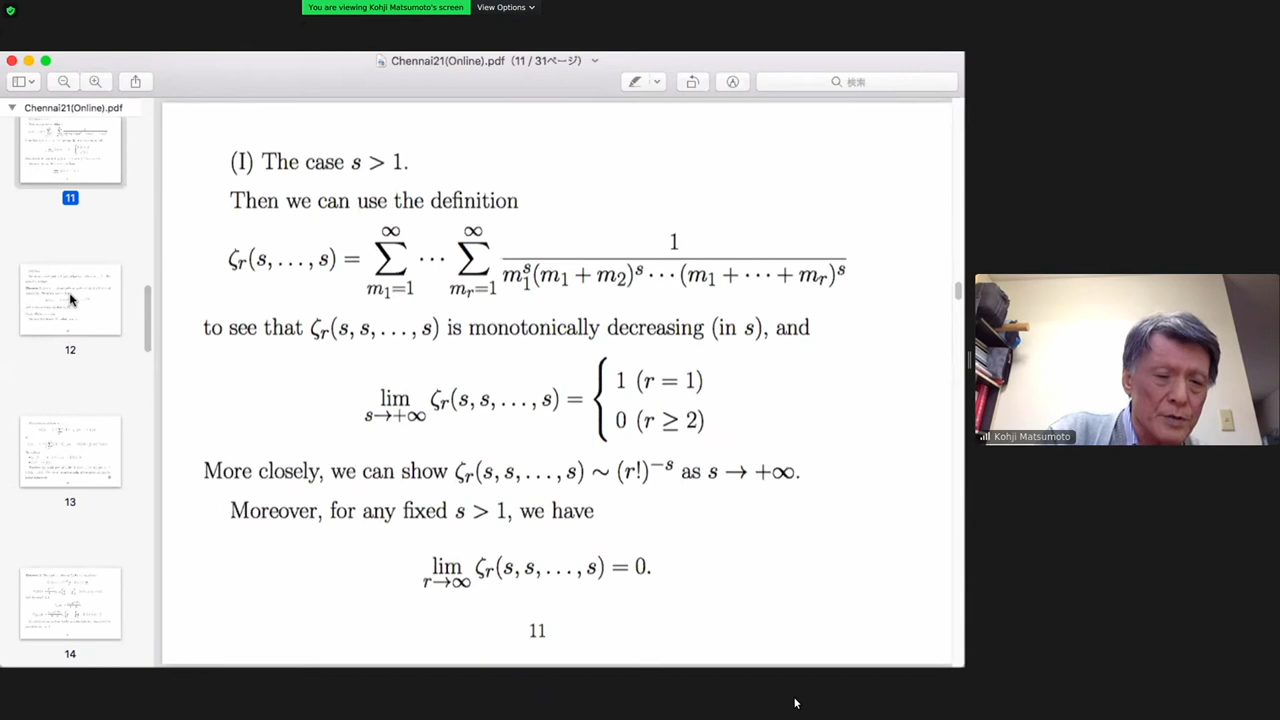 You are viewing Kohji Matsumoto's screen
View Options
Chennai21(Online).pdf (11 / 31ページ)
検索
Chennai21(Online).pdf
11
12
13
14
(I) The case s > 1.
Then we can use the definition
ζ_r(s, …, s) = ∑_{m_1=1}^{∞} ⋯ ∑_{m_r=1}^{∞} 1 / (m_1^s(m_1 + m_2)^s ⋯ (m_1 + ⋯ + m_r)^s)
to see that ζ_r(s, s, …, s) is monotonically decreasing (in s), and
lim_{s→+∞} ζ_r(s, s, …, s) = { 1 (r = 1)
0 (r ≥ 2)
More closely, we can show ζ_r(s, s, …, s) ∼ (r!)^{−s} as s → +∞.
Moreover, for any fixed s > 1, we have
lim_{r→∞} ζ_r(s, s, …, s) = 0.
11
Kohji Matsumoto